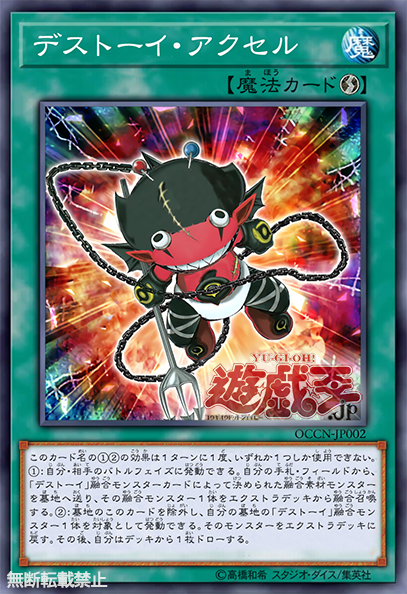 デストーイ・アクセル
魔
【魔法カード】
YU-GI-OH!
遊戯王.jp
OCCN-JP002
このカード名の①②の効果は1ターンに1度、いずれか1つしか使用できない。
①:自分・相手のバトルフェイズに発動できる。自分の手札・フィールドから、
「デストーイ」融合モンスターカードによって決められた融合素材モンスター
を墓地へ送り、その融合モンスター1体をエクストラデッキから融合召喚
する。②:墓地のこのカードを除外し、自分の墓地の「デストーイ」融合モン
スター1体を対象として発動できる。そのモンスターをエクストラデッキに
戻す。その後、自分はデッキから1枚ドローする。
無断転載禁止
©高橋和希 スタジオ・ダイス/集英社